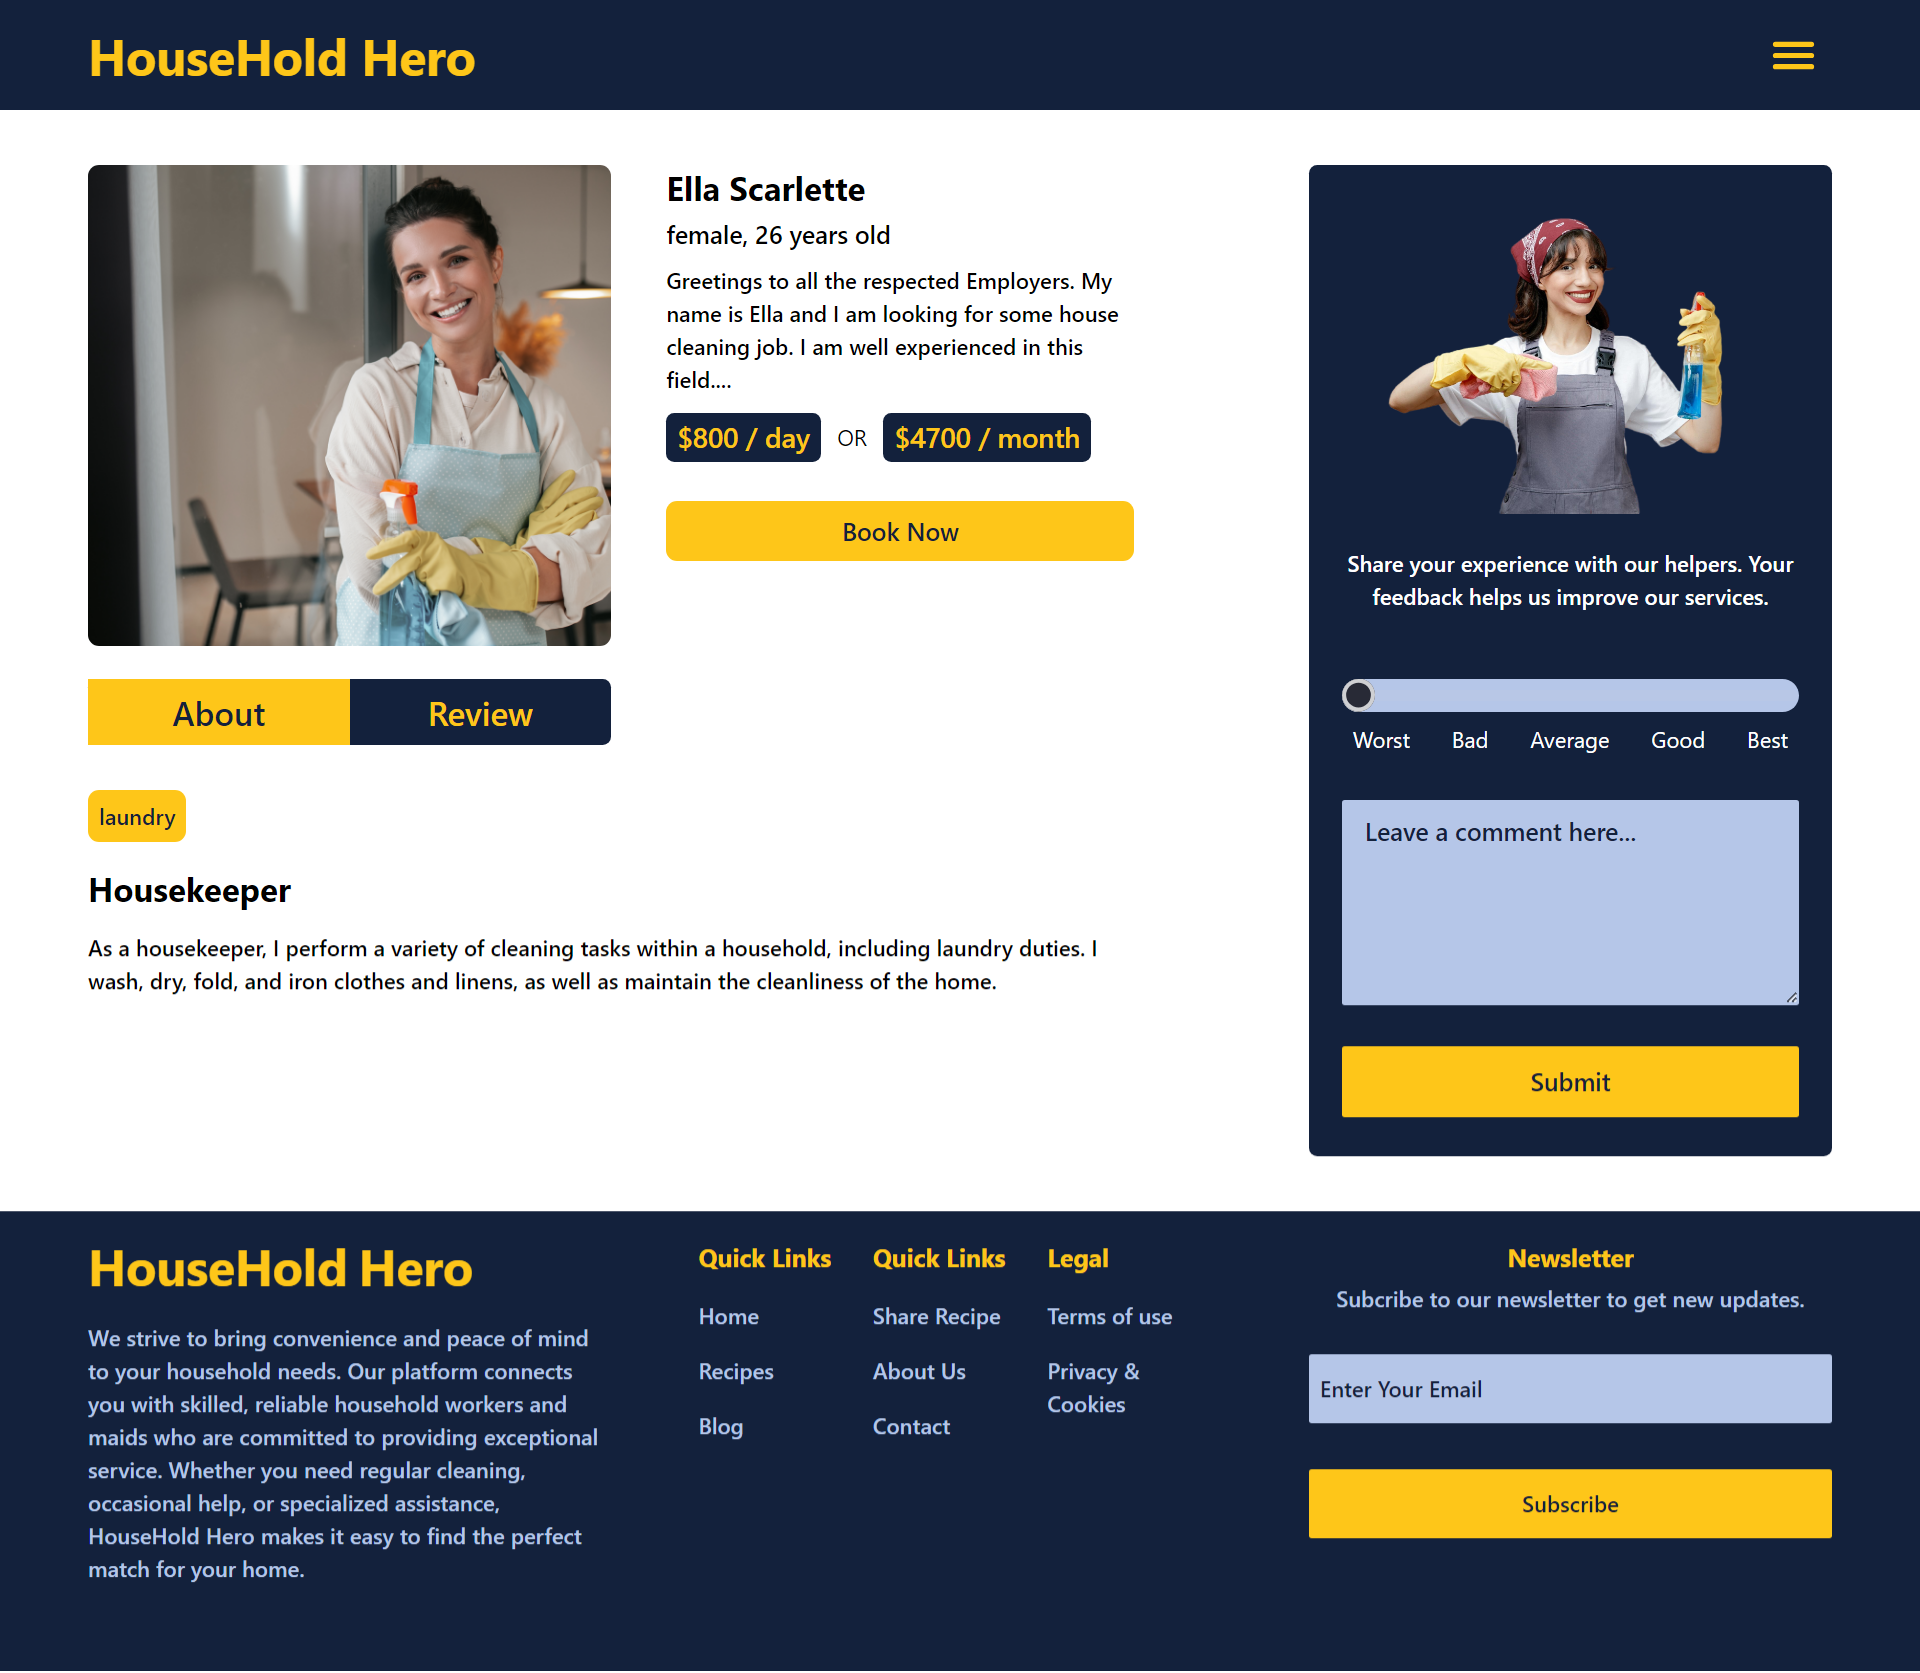 HouseHold Hero
Ella Scarlette
female, 26 years old
Greetings to all the respected Employers. My
name is Ella and I am looking for some house
cleaning job. I am well experienced in this
field....
$800 / day OR $4700 / month
Book Now
About Review
laundry
Housekeeper
As a housekeeper, I perform a variety of cleaning tasks within a household, including laundry duties. I
wash, dry, fold, and iron clothes and linens, as well as maintain the cleanliness of the home.
Share your experience with our helpers. Your
feedback helps us improve our services.
Worst Bad Average Good Best
Leave a comment here...
Submit
HouseHold Hero
We strive to bring convenience and peace of mind
to your household needs. Our platform connects
you with skilled, reliable household workers and
maids who are committed to providing exceptional
service. Whether you need regular cleaning,
occasional help, or specialized assistance,
HouseHold Hero makes it easy to find the perfect
match for your home.
Quick Links
Home
Recipes
Blog
Quick Links
Share Recipe
About Us
Contact
Legal
Terms of use
Privacy &
Cookies
Newsletter
Subcribe to our newsletter to get new updates.
Enter Your Email
Subscribe